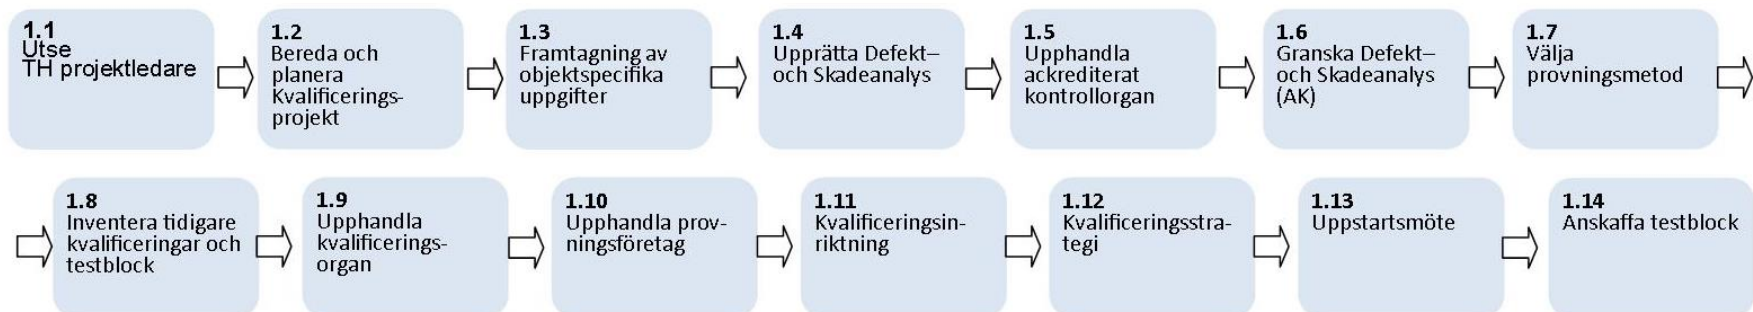 1.1
Utse
TH projektledare
1.2
Bereda och
planera
Kvalificerings-
projekt
1.3
Framtagning av
objektspecifika
uppgifter
1.4
Upprätta Defekt–
och Skadeanalys
1.5
Upphandla
ackrediterat
kontrollorgan
1.6
Granska Defekt–
och Skadeanalys
(AK)
1.7
Välja
provningsmetod
1.8
Inventera tidigare
kvalificeringar och
testblock
1.9
Upphandla
kvalificerings-
organ
1.10
Upphandla prov-
ningsföretag
1.11
Kvalificeringsin-
riktning
1.12
Kvalificeringsstra-
tegi
1.13
Uppstartsmöte
1.14
Anskaffa testblock